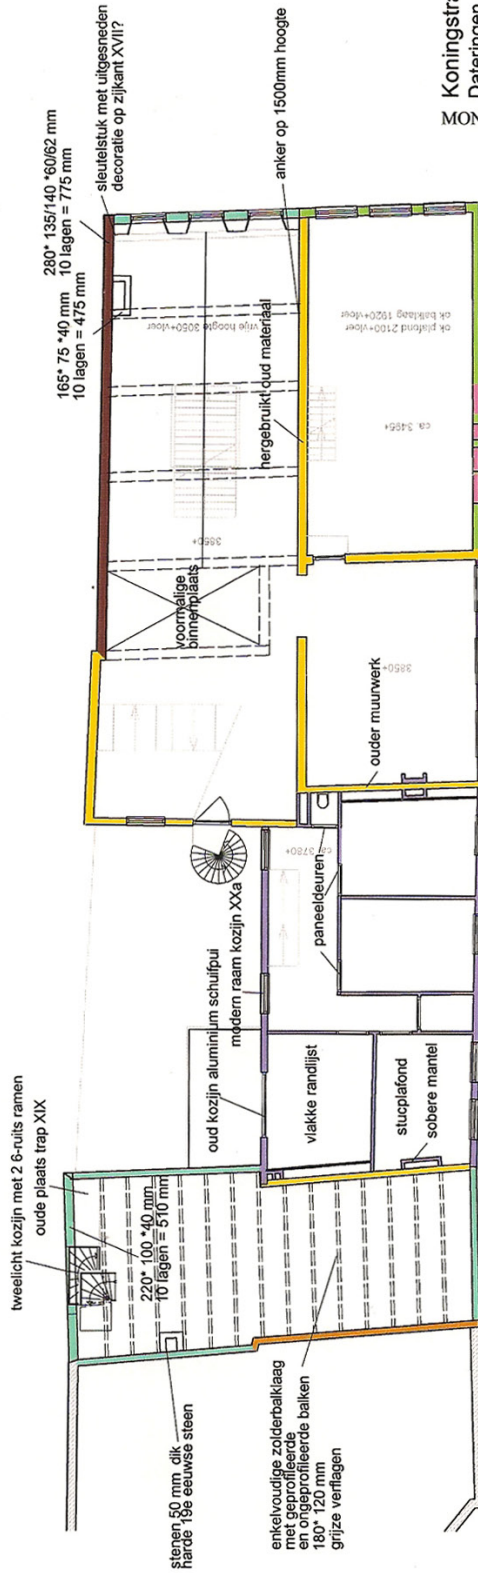 tweelicht kozijn met 2 6-ruits ramen
oude plaats trap XIX
220* 100 *40 mm
10 lagen = 510 mm
stenen 50 mm dik
harde 19e eeuwse steen
enkelvoudige zolderbalklaag
met geprofileerde
en ongeprofileerde balken
180* 120 mm
grijze verflagen
oud kozijn aluminium schuifpui
modern raam kozijn XXa
vlakke randlijst
stucplafond
sobere mantel
paneeldeuren
ca. 3780+
ouder muurwerk
3850+
voormalige
binnenplaats
3850+
hergebruikt oud materiaal
vrije hoogte 3050+vloer
165* 75 *40 mm
10 lagen = 475 mm
280* 135/140 *60/62 mm
10 lagen = 775 mm
sleutelstuk met uitgesneden
decoratie op zijkant XVII?
anker op 1500mm hoogte
ca. 3495+
ok plafond 2100+vloer
ok balklaag 1920+vloer
Koningstra
Dateringen
MON